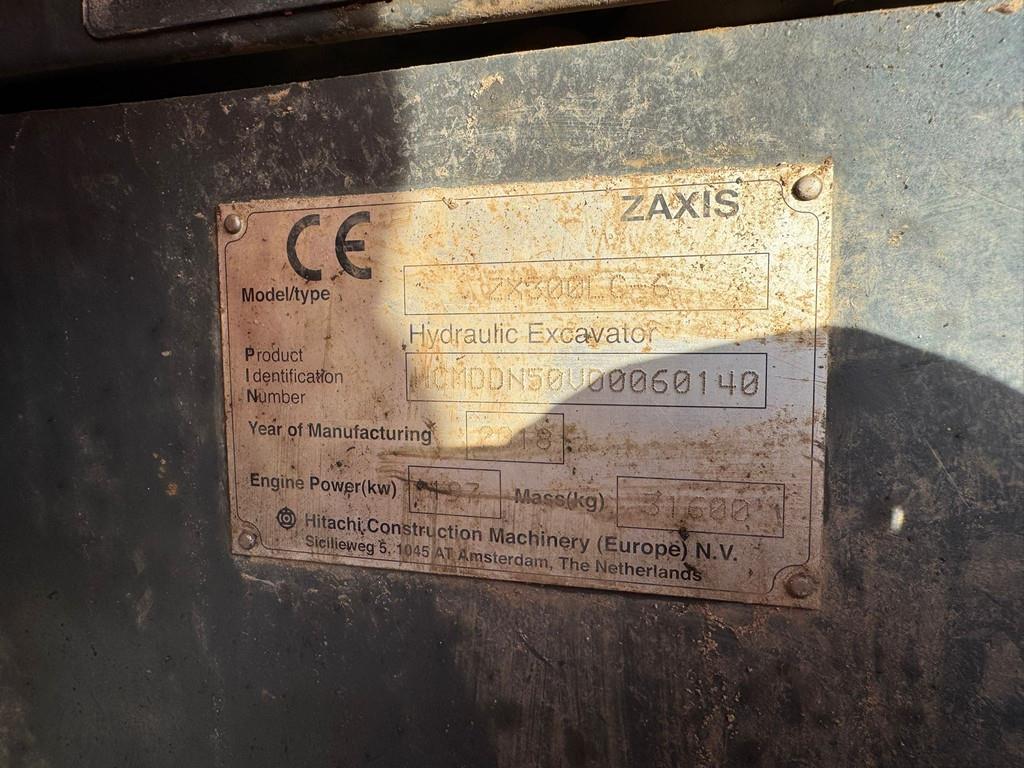 CE
ZAXIS
Model/type ZX300LC-6
Hydraulic Excavator
Product
Identification HCMDDN50V00060140
Number
Year of Manufacturing 2018
Engine Power(kw) Mass(kg) 31600
Hitachi Construction Machinery (Europe) N.V.
Sicilieweg 5, 1045 AT Amsterdam, The Netherlands